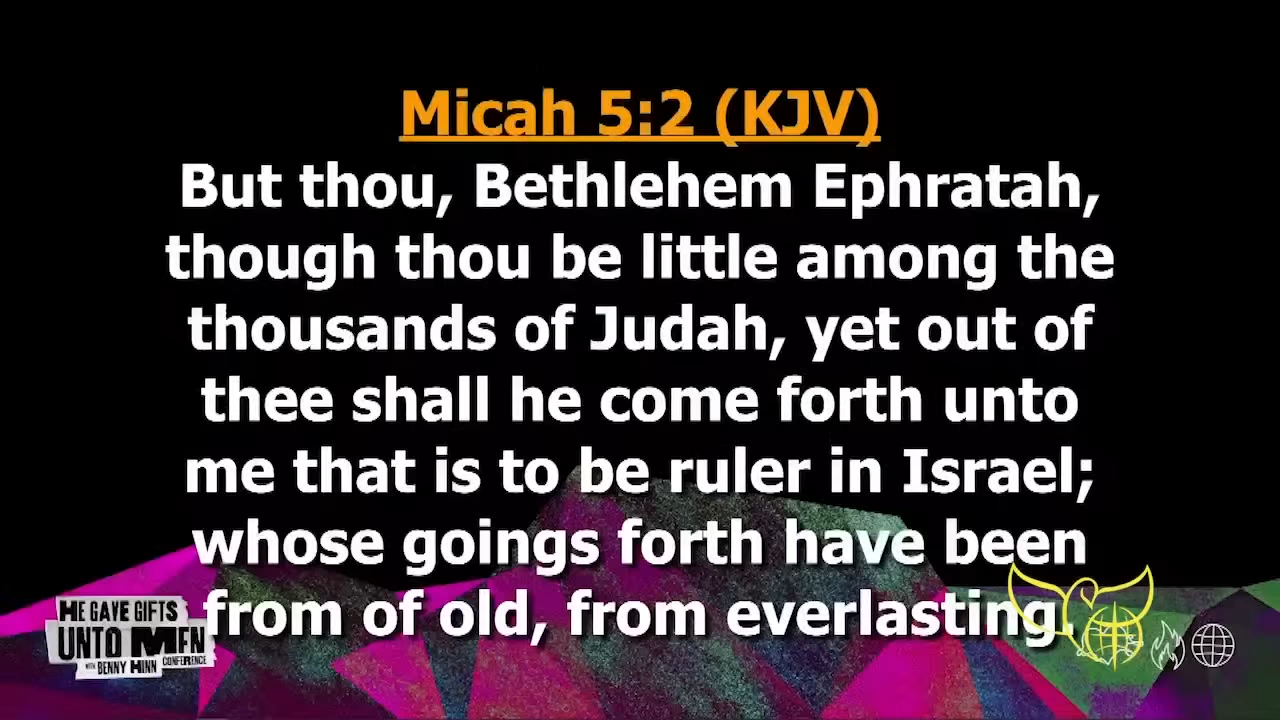 Micah 5:2 (KJV)
But thou, Bethlehem Ephratah,
though thou be little among the
thousands of Judah, yet out of
thee shall he come forth unto
me that is to be ruler in Israel;
whose goings forth have been
from of old, from everlasting.
HE GAVE GIFTS
UNTO MEN
WITH BENNY HINN CONFERENCE